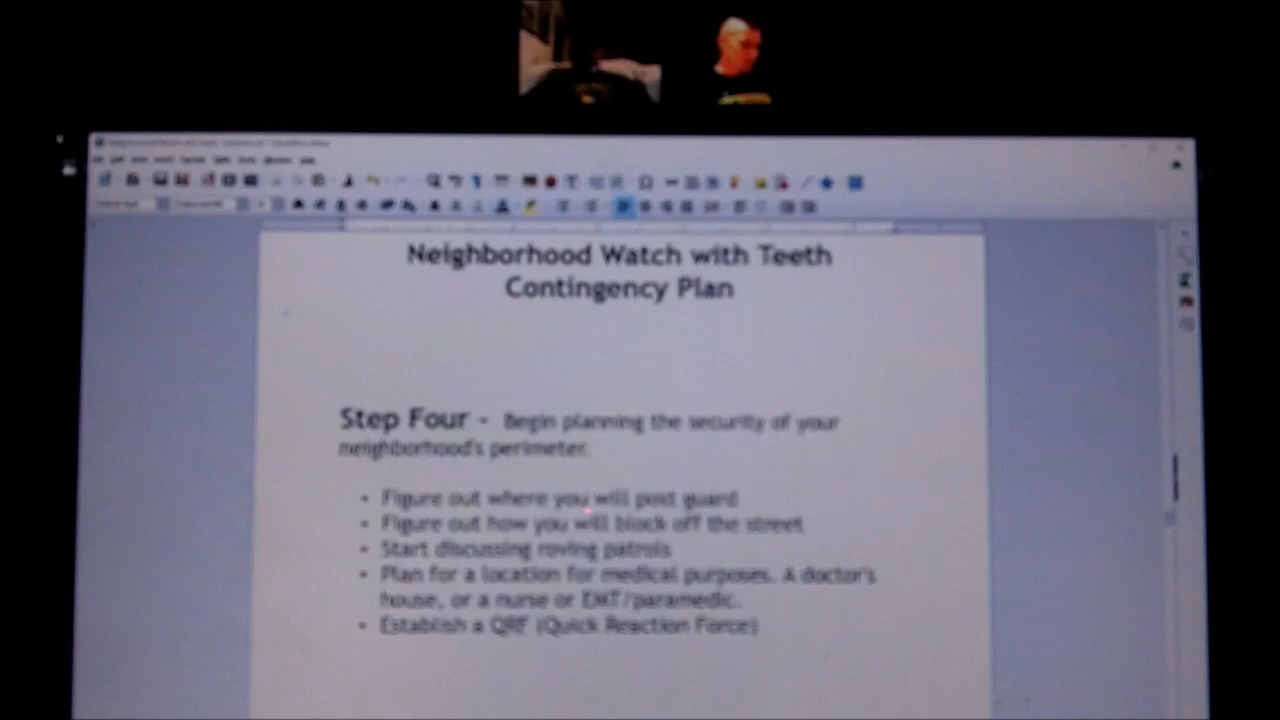 Neighborhood Watch with Teeth
Contingency Plan
Step Four - Begin planning the security of your
neighborhood's perimeter.
• Figure out where you will post guard
• Figure out how you will block off the street
• Start discussing roving patrols
• Plan for a location for medical purposes. A doctor's
house, or a nurse or EMT/paramedic.
• Establish a QRF (Quick Reaction Force)